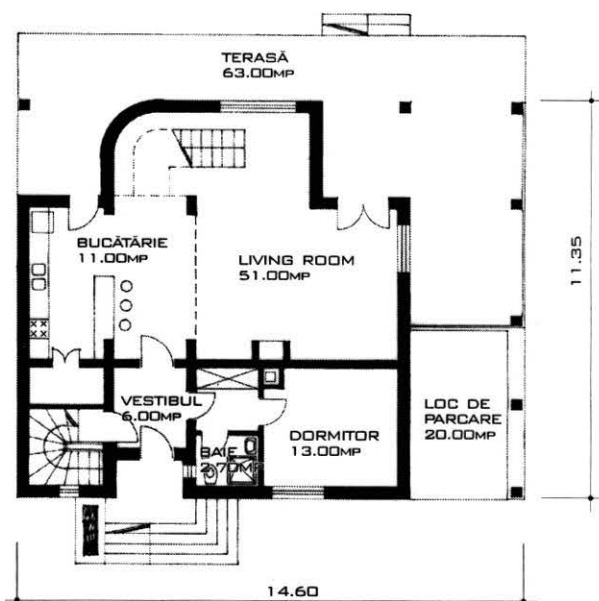 TERASĂ
63.00MP
BUCĂTĂRIE
11.00MP
LIVING ROOM
51.00MP
11.35
VESTIBUL
6.00MP
LOC DE
PARCARE
20.00MP
BAIE
2.70MP
DORMITOR
13.00MP
14.60